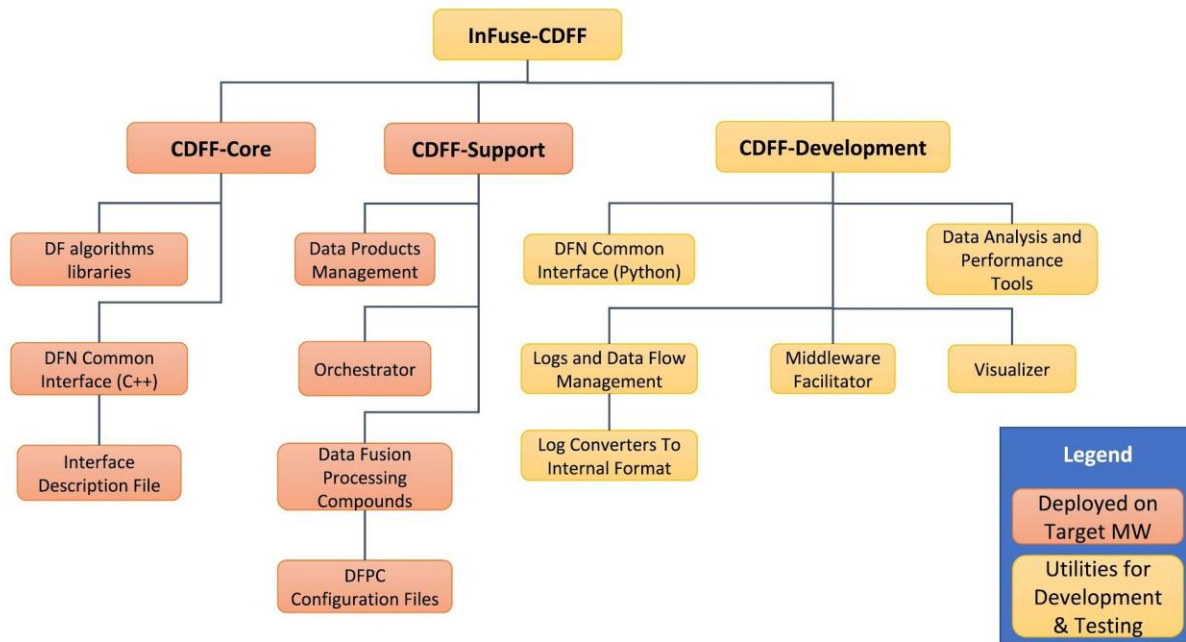 InFuse-CDFF
CDFF-Core
CDFF-Support
CDFF-Development
DF algorithms
libraries
Data Products
Management
DFN Common
Interface (Python)
Data Analysis and
Performance
Tools
DFN Common
Interface (C++)
Orchestrator
Logs and Data Flow
Management
Middleware
Facilitator
Visualizer
Interface
Description File
Data Fusion
Processing
Compounds
Log Converters To
Internal Format
DFPC
Configuration Files
Legend
Deployed on
Target MW
Utilities for
Development
& Testing